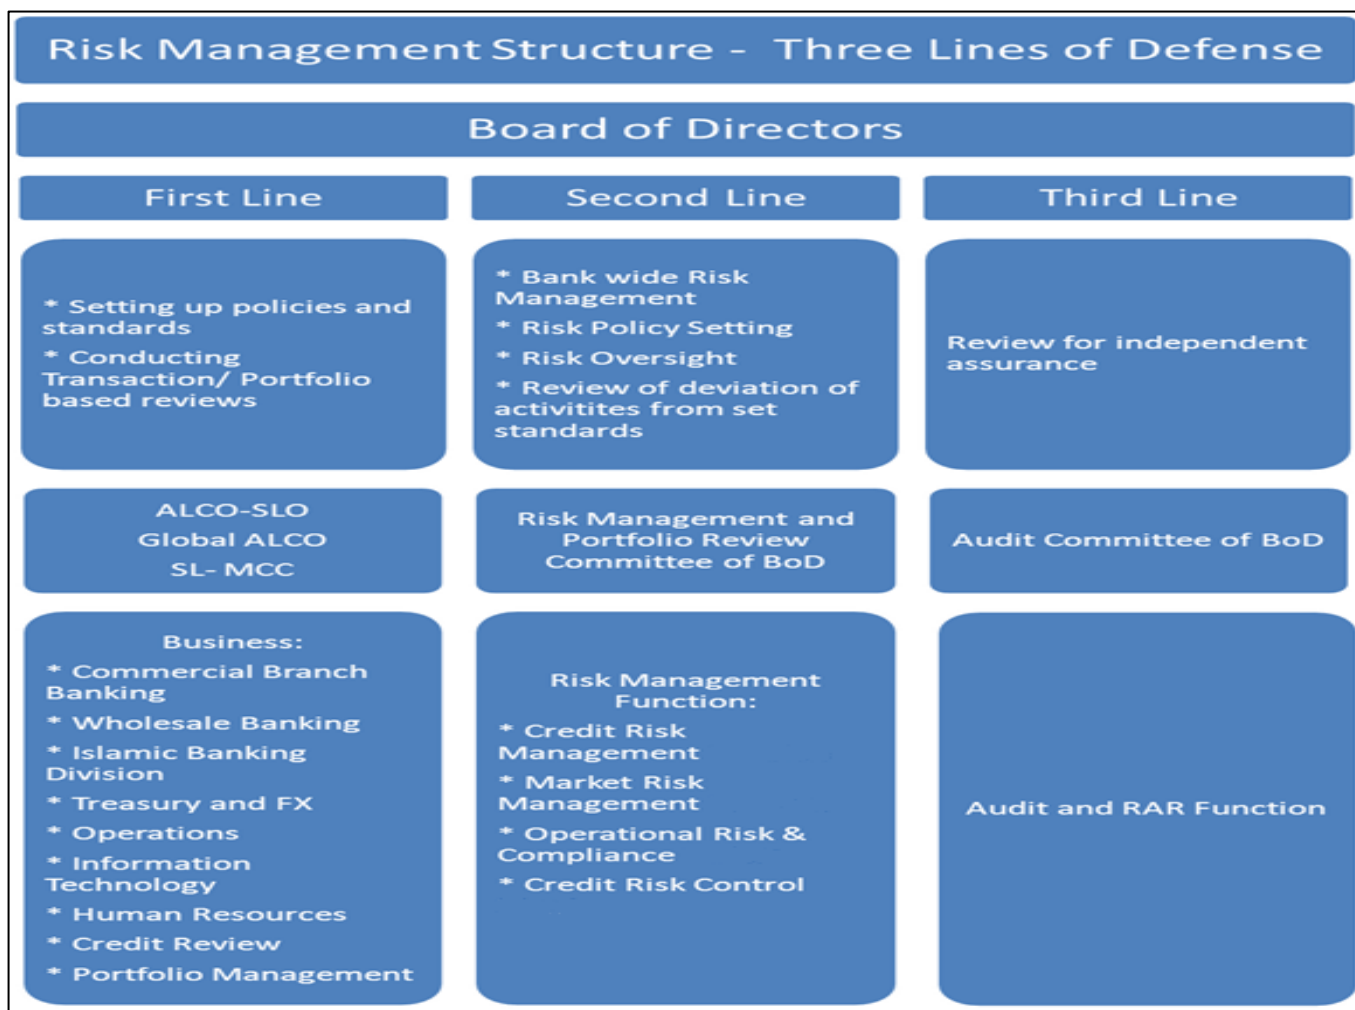 Risk Management Structure - Three Lines of Defense
Board of Directors
First Line
* Setting up policies and
standards
* Conducting
Transaction/ Portfolio
based reviews
ALCO-SLO
Global ALCO
SL- MCC
Business:
* Commercial Branch
Banking
* Wholesale Banking
* Islamic Banking
Division
* Treasury and FX
* Operations
* Information
Technology
* Human Resources
* Credit Review
* Portfolio Management
Second Line
* Bank wide Risk
Management
* Risk Policy Setting
* Risk Oversight
* Review of deviation of
activitites from set
standards
Risk Management and
Portfolio Review
Committee of BoD
Risk Management
Function:
* Credit Risk
Management
* Market Risk
Management
* Operational Risk &
Compliance
* Credit Risk Control
Third Line
Review for independent
assurance
Audit Committee of BoD
Audit and RAR Function